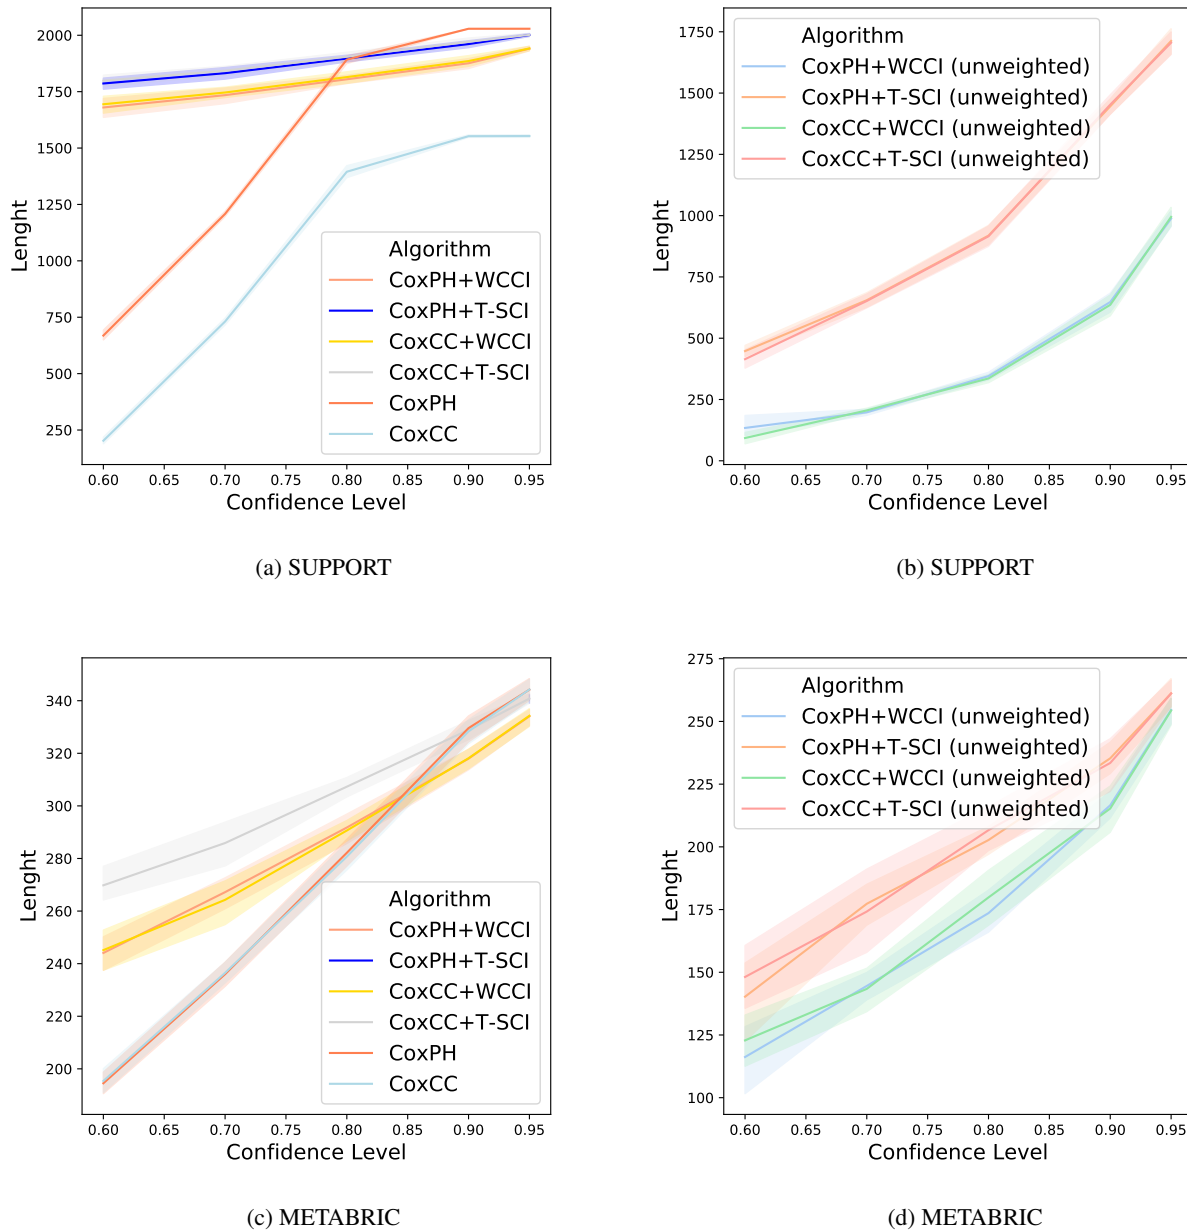 2000
1750
1500
1250
1000
750
500
250
Lenght
Algorithm
CoxPH+WCCI
CoxPH+T-SCI
CoxCC+WCCI
CoxCC+T-SCI
CoxPH
CoxCC
0.60 0.65 0.70 0.75 0.80 0.85 0.90 0.95
Confidence Level
(a) SUPPORT
1750
1500
1250
1000
750
500
250
0
Lenght
Algorithm
CoxPH+WCCI (unweighted)
CoxPH+T-SCI (unweighted)
CoxCC+WCCI (unweighted)
CoxCC+T-SCI (unweighted)
0.60 0.65 0.70 0.75 0.80 0.85 0.90 0.95
Confidence Level
(b) SUPPORT
340
320
300
280
260
240
220
200
Lenght
Algorithm
CoxPH+WCCI
CoxPH+T-SCI
CoxCC+WCCI
CoxCC+T-SCI
CoxPH
CoxCC
0.60 0.65 0.70 0.75 0.80 0.85 0.90 0.95
Confidence Level
(c) METABRIC
275
250
225
200
175
150
125
100
Lenght
Algorithm
CoxPH+WCCI (unweighted)
CoxPH+T-SCI (unweighted)
CoxCC+WCCI (unweighted)
CoxCC+T-SCI (unweighted)
0.60 0.65 0.70 0.75 0.80 0.85 0.90 0.95
Confidence Level
(d) METABRIC